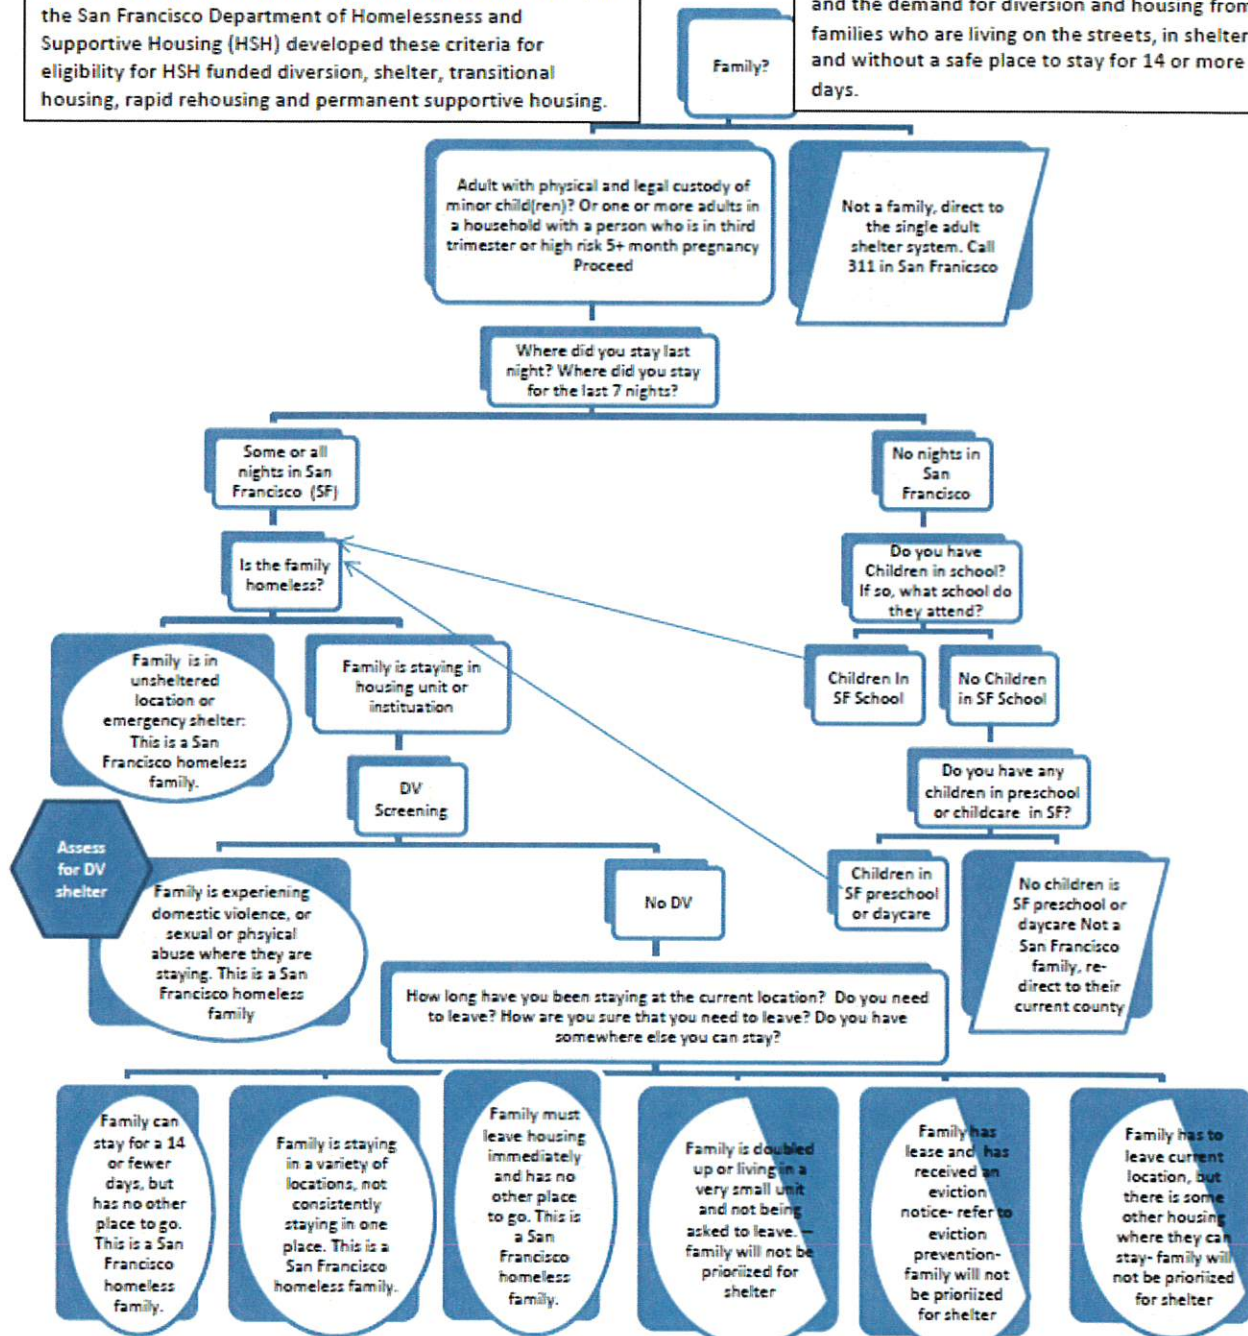 the San Francisco Department of Homelessness and
Supportive Housing (HSH) developed these criteria for
eligibility for HSH funded diversion, shelter, transitional
housing, rapid rehousing and permanent supportive housing.
and the demand for diversion and housing from
families who are living on the streets, in shelter
and without a safe place to stay for 14 or more
days.
Family?
Adult with physical and legal custody of
minor child(ren)? Or one or more adults in
a household with a person who is in third
trimester or high risk 5+ month pregnancy
Proceed
Not a family, direct to
the single adult
shelter system. Call
311 in San Franicsco
Where did you stay last
night? Where did you stay
for the last 7 nights?
Some or all
nights in San
Francisco (SF)
No nights in
San
Francisco
Is the family
homeless?
Do you have
Children in school?
If so, what school do
they attend?
Family is in
unsheltered
location or
emergency shelter:
This is a San
Francisco homeless
family.
Family is staying in
housing unit or
instituation
Children In
SF School
No Children
in SF School
DV
Screening
Do you have any
children in preschool
or childcare in SF?
Assess
for DV
shelter
Family is experiening
domestic violence, or
sexual or phsyical
abuse where they are
staying. This is a San
Francisco homeless
family
No DV
Children in
SF preschool
or daycare
No children is
SF preschool or
daycare Not a
San Francisco
family, re-
direct to their
current county
How long have you been staying at the current location? Do you need
to leave? How are you sure that you need to leave? Do you have
somewhere else you can stay?
Family can
stay for a 14
or fewer
days, but
has no other
place to go.
This is a San
Francisco
homeless
family.
Family is staying
in a variety of
locations, not
consistently
staying in one
place. This is a
San Francisco
homeless family.
Family must
leave housing
immediately
and has no
other place
to go. This is
a San
Francisco
homeless
family.
Family is doubled
up or living in a
very small unit
and not being
asked to leave. –
family will not be
prioriized for
shelter
Family has
lease and has
received an
eviction
notice- refer to
eviction
prevention-
family will not
be prioriized
for shelter
Family has to
leave current
location, but
there is some
other housing
where they can
stay- family will
not be prioriized
for shelter